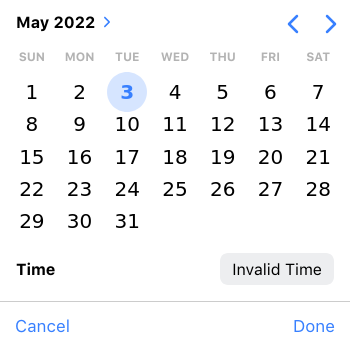 May 2022
SUN MON TUE WED THU FRI SAT
1 2 3 4 5 6 7
8 9 10 11 12 13 14
15 16 17 18 19 20 21
22 23 24 25 26 27 28
29 30 31
Time Invalid Time
Cancel Done